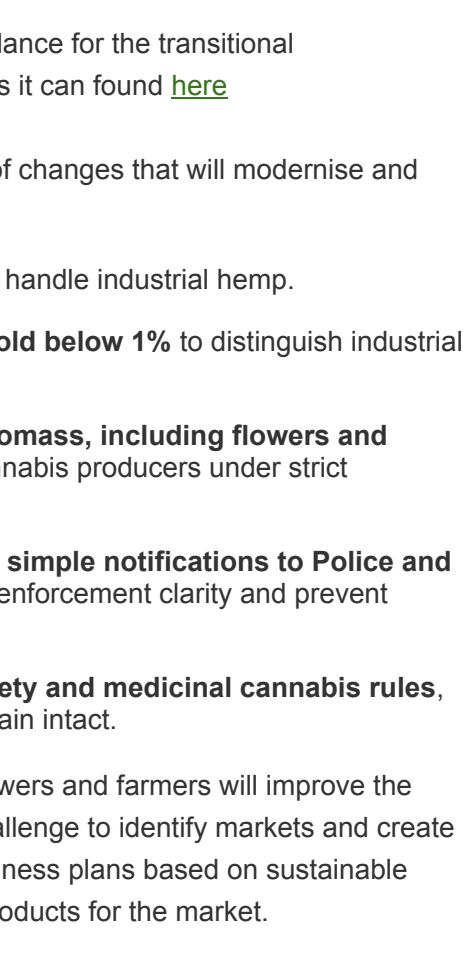 lance for the transitional
s it can found here
of changes that will modernise and
handle industrial hemp.
old below 1% to distinguish industrial
omass, including flowers and
nnabis producers under strict
simple notifications to Police and
enforcement clarity and prevent
ety and medicinal cannabis rules,
ain intact.
wers and farmers will improve the
allenge to identify markets and create
iness plans based on sustainable
oducts for the market.